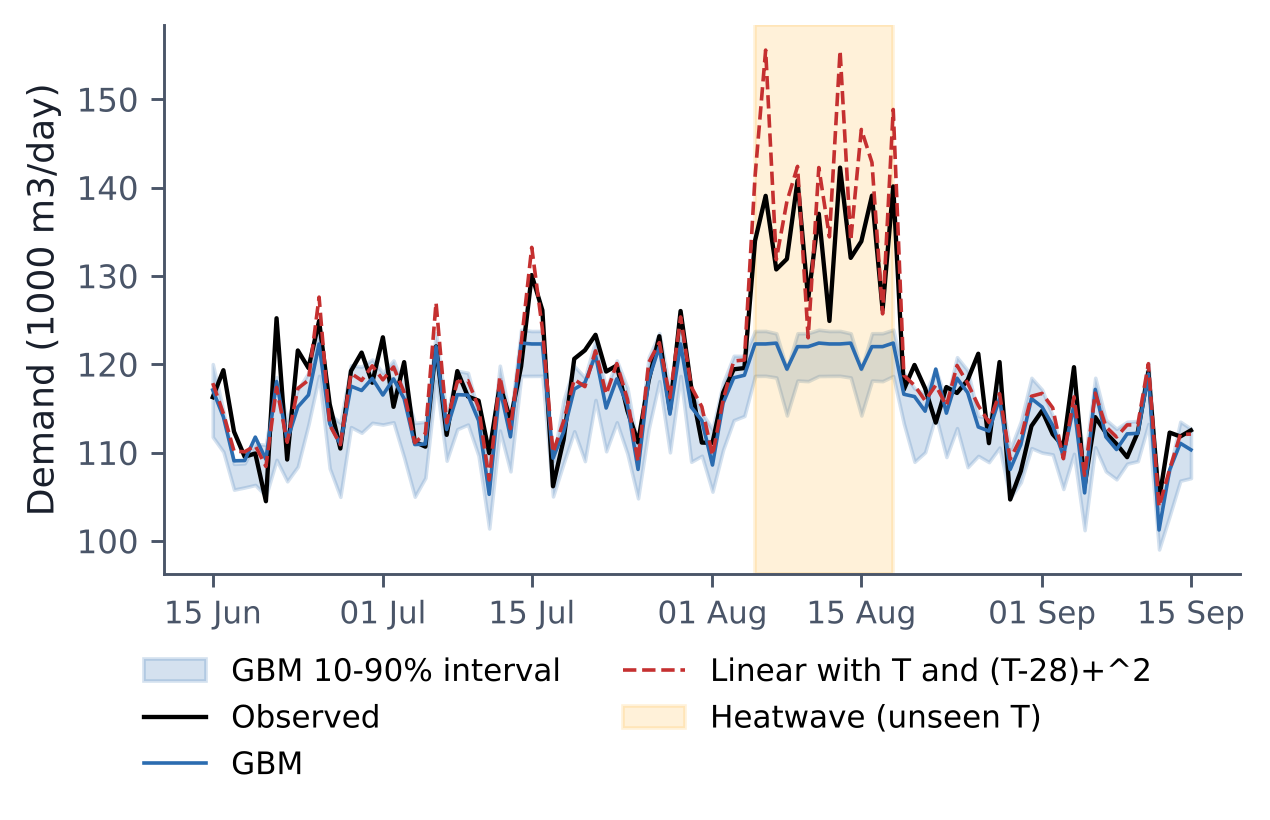 Demand (1000 m3/day)
150
140
130
120
110
100
15 Jun
01 Jul
15 Jul
01 Aug
15 Aug
01 Sep
15 Sep
GBM 10-90% interval
Observed
GBM
Linear with T and (T-28)+^2
Heatwave (unseen T)